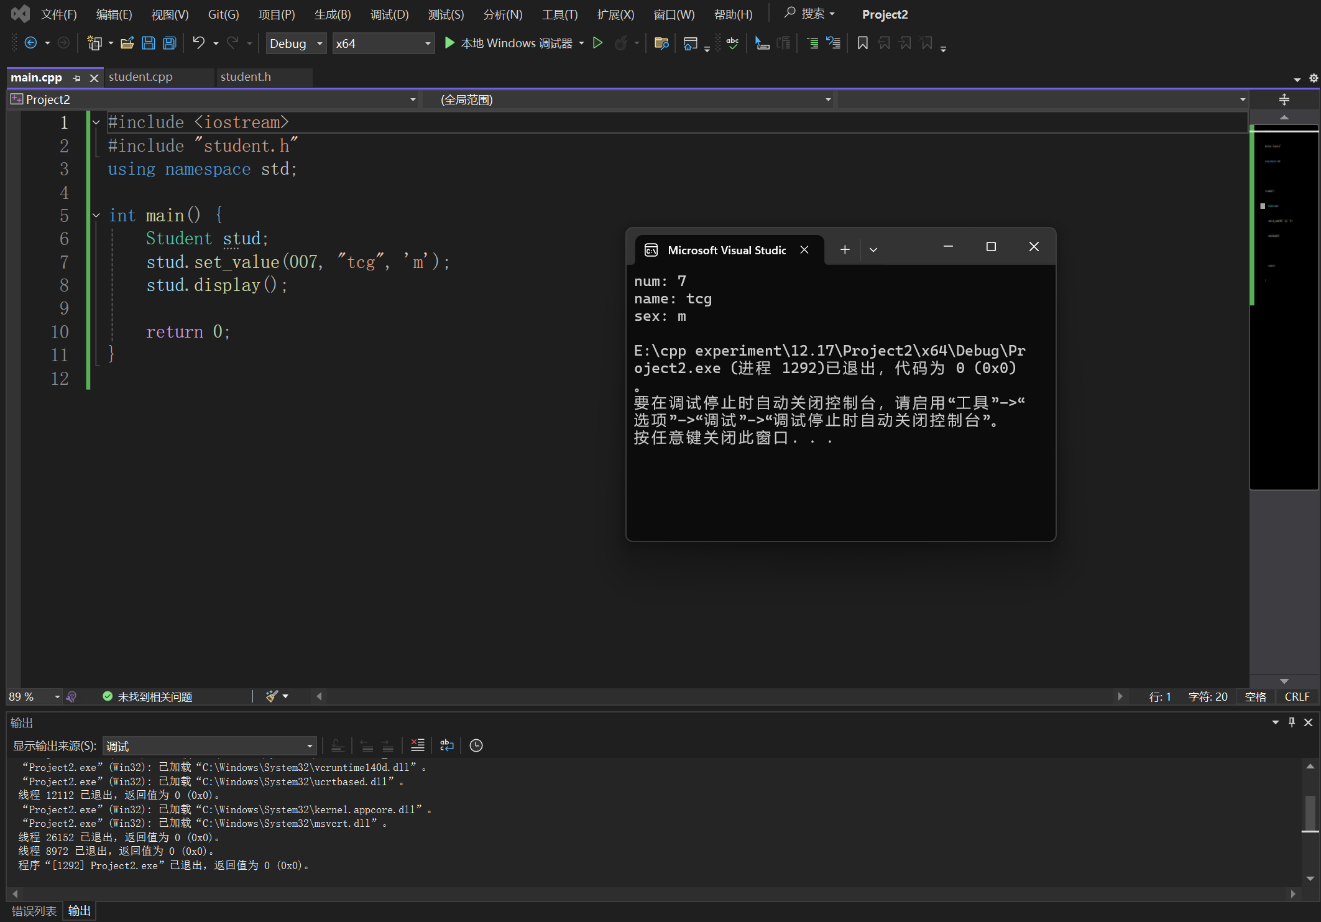 文件(F) 编辑(E) 视图(V) Git(G) 项目(P) 生成(B) 调试(D) 测试(S) 分析(N) 工具(T) 扩展(X) 窗口(W) 帮助(H) 搜索 Project2
Debug x64 本地 Windows 调试器
main.cpp student.cpp student.h
Project2 (全局范围)
1 #include <iostream>
2 #include "student.h"
3 using namespace std;
4
5 int main() {
6 Student stud;
7 stud.set_value(007, "tcg", 'm');
8 stud.display();
9
10 return 0;
11 }
12
Microsoft Visual Studic
num: 7
name: tcg
sex: m
E:\cpp experiment\12.17\Project2\x64\Debug\Pr
oject2.exe (进程 1292)已退出，代码为 0 (0x0)
。
要在调试停止时自动关闭控制台，请启用“工具”->“
选项”->“调试”->“调试停止时自动关闭控制台”。
按任意键关闭此窗口. . .
89 % 未找到相关问题 行: 1 字符: 20 空格 CRLF
输出
显示输出来源(S): 调试
“Project2.exe”(Win32): 已加载“C:\Windows\System32\vcruntime140d.dll”。
“Project2.exe”(Win32): 已加载“C:\Windows\System32\ucrtbased.dll”。
线程 12112 已退出，返回值为 0 (0x0)。
“Project2.exe”(Win32): 已加载“C:\Windows\System32\kernel.appcore.dll”。
“Project2.exe”(Win32): 已加载“C:\Windows\System32\msvcrt.dll”。
线程 26152 已退出，返回值为 0 (0x0)。
线程 8972 已退出，返回值为 0 (0x0)。
程序“[1292] Project2.exe”已退出，返回值为 0 (0x0)。
错误列表 输出